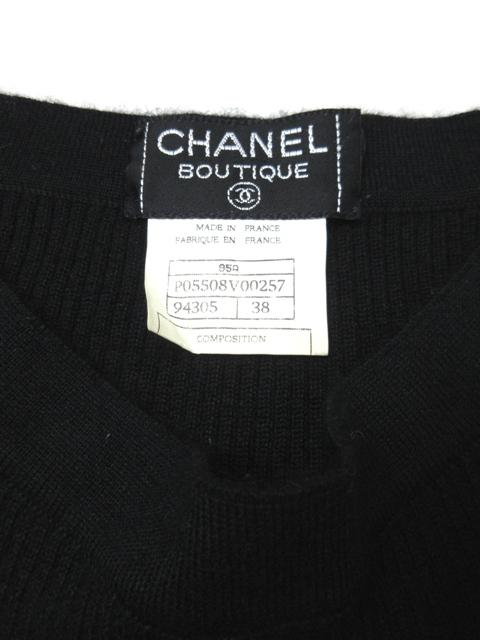 CHANEL
BOUTIQUE
MADE IN FRANCE
FABRIQUE EN FRANCE
95A
P05508V00257
94305 38
COMPOSITION